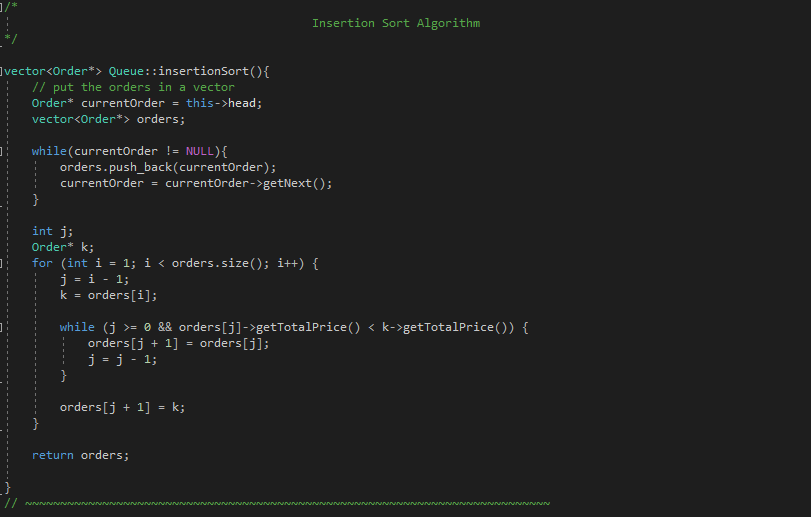 /*
Insertion Sort Algorithm
*/
vector<Order*> Queue::insertionSort(){
// put the orders in a vector
Order* currentOrder = this->head;
vector<Order*> orders;
while(currentOrder != NULL){
orders.push_back(currentOrder);
currentOrder = currentOrder->getNext();
}
int j;
Order* k;
for (int i = 1; i < orders.size(); i++) {
j = i - 1;
k = orders[i];
while (j >= 0 && orders[j]->getTotalPrice() < k->getTotalPrice()) {
orders[j + 1] = orders[j];
j = j - 1;
}
orders[j + 1] = k;
}
return orders;
}
// ~~~~~~~~~~~~~~~~~~~~~~~~~~~~~~~~~~~~~~~~~~~~~~~~~~~~~~~~~~~~~~~~~~~~~~~~~~~